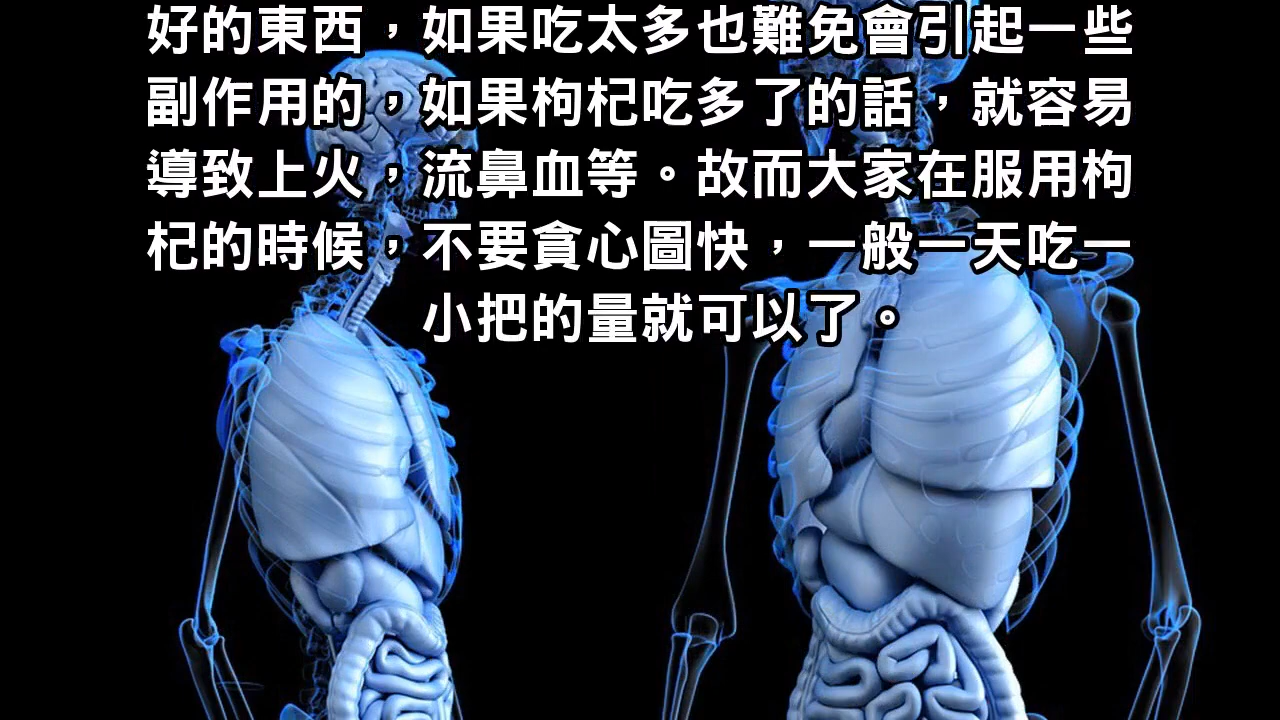 好的東西，如果吃太多也難免會引起一些
副作用的，如果枸杞吃多了的話，就容易
導致上火，流鼻血等。故而大家在服用枸
杞的時候，不要貪心圖快，一般一天吃一
小把的量就可以了。